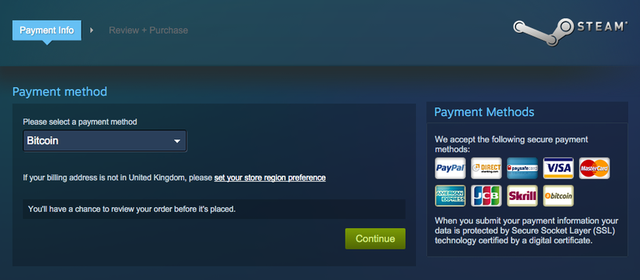 Payment Info
Review + Purchase
STEAM
Payment method
Please select a payment method
Bitcoin
If your billing address is not in United Kingdom, please set your store region preference
You'll have a chance to review your order before it's placed.
Continue
Payment Methods
We accept the following secure payment
methods:
PayPal
DIRECT
paysafe
VISA
MasterCard
AMERICAN
EXPRESS
JCB
Skrill
bitcoin
When you submit your payment information your
data is protected by Secure Socket Layer (SSL)
technology certified by a digital certificate.